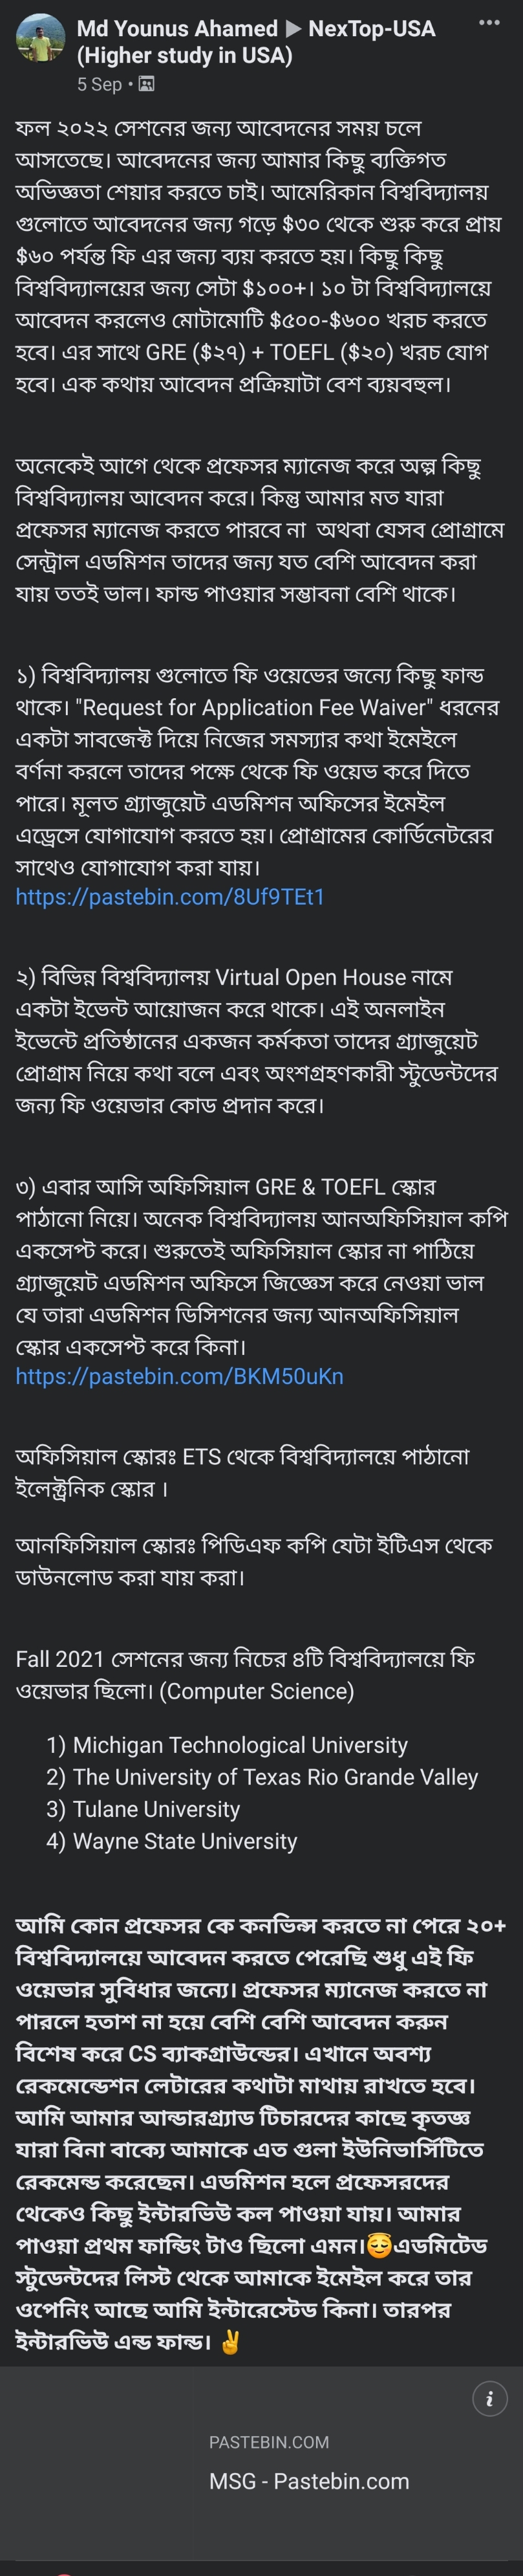 Md Younus Ahamed ▶ NexTop-USA
(Higher study in USA)
5 Sep •
ফল ২০২২ সেশনের জন্য আবেদনের সময় চলে
আসতেছে। আবেদনের জন্য আমার কিছু ব্যক্তিগত
অভিজ্ঞতা শেয়ার করতে চাই। আমেরিকান বিশ্ববিদ্যালয়
গুলোতে আবেদনের জন্য গড়ে $৩০ থেকে শুরু করে প্রায়
$৬০ পর্যন্ত ফি এর জন্য ব্যয় করতে হয়। কিছু কিছু
বিশ্ববিদ্যালয়ের জন্য সেটা $১০০+। ১০ টা বিশ্ববিদ্যালয়ে
আবেদন করলেও মোটামোটি $৫০০-$৬০০ খরচ করতে
হবে। এর সাথে GRE ($২৭) + TOEFL ($২০) খরচ যোগ
হবে। এক কথায় আবেদন প্রক্রিয়াটা বেশ ব্যয়বহুল।
অনেকেই আগে থেকে প্রফেসর ম্যানেজ করে অল্প কিছু
বিশ্ববিদ্যালয় আবেদন করে। কিন্তু আমার মত যারা
প্রফেসর ম্যানেজ করতে পারবে না অথবা যেসব প্রোগ্রামে
সেন্ট্রাল এডমিশন তাদের জন্য যত বেশি আবেদন করা
যায় ততই ভাল। ফান্ড পাওয়ার সম্ভাবনা বেশি থাকে।
১) বিশ্ববিদ্যালয় গুলোতে ফি ওয়েভের জন্যে কিছু ফান্ড
থাকে। "Request for Application Fee Waiver" ধরনের
একটা সাবজেক্ট দিয়ে নিজের সমস্যার কথা ইমেইলে
বর্ণনা করলে তাদের পক্ষে থেকে ফি ওয়েভ করে দিতে
পারে। মূলত গ্র্যাজুয়েট এডমিশন অফিসের ইমেইল
এড্রেসে যোগাযোগ করতে হয়। প্রোগ্রামের কোর্ডিনেটরের
সাথেও যোগাযোগ করা যায়।
https://pastebin.com/8Uf9TEt1
২) বিভিন্ন বিশ্ববিদ্যালয় Virtual Open House নামে
একটা ইভেন্ট আয়োজন করে থাকে। এই অনলাইন
ইভেন্টে প্রতিষ্ঠানের একজন কর্মকতা তাদের গ্র্যাজুয়েট
প্রোগ্রাম নিয়ে কথা বলে এবং অংশগ্রহণকারী স্টুডেন্টদের
জন্য ফি ওয়েভার কোড প্রদান করে।
৩) এবার আসি অফিসিয়াল GRE & TOEFL স্কোর
পাঠানো নিয়ে। অনেক বিশ্ববিদ্যালয় আনঅফিসিয়াল কপি
একসেপ্ট করে। শুরুতেই অফিসিয়াল স্কোর না পাঠিয়ে
গ্র্যাজুয়েট এডমিশন অফিসে জিজ্ঞেস করে নেওয়া ভাল
যে তারা এডমিশন ডিসিশনের জন্য আনঅফিসিয়াল
স্কোর একসেপ্ট করে কিনা।
https://pastebin.com/BKM50uKn
অফিসিয়াল স্কোরঃ ETS থেকে বিশ্ববিদ্যালয়ে পাঠানো
ইলেক্ট্রনিক স্কোর ।
আনফিসিয়াল স্কোরঃ পিডিএফ কপি যেটা ইটিএস থেকে
ডাউনলোড করা যায় করা।
Fall 2021 সেশনের জন্য নিচের ৪টি বিশ্ববিদ্যালয়ে ফি
ওয়েভার ছিলো। (Computer Science)
1) Michigan Technological University
2) The University of Texas Rio Grande Valley
3) Tulane University
4) Wayne State University
আমি কোন প্রফেসর কে কনভিন্স করতে না পেরে ২০+
বিশ্ববিদ্যালয়ে আবেদন করতে পেরেছি শুধু এই ফি
ওয়েভার সুবিধার জন্যে। প্রফেসর ম্যানেজ করতে না
পারলে হতাশ না হয়ে বেশি বেশি আবেদন করুন
বিশেষ করে CS ব্যাকগ্রাউন্ডের। এখানে অবশ্য
রেকমেন্ডেশন লেটারের কথাটা মাথায় রাখতে হবে।
আমি আমার আন্ডারগ্র্যাড টিচারদের কাছে কৃতজ্ঞ
যারা বিনা বাক্যে আমাকে এত গুলা ইউনিভার্সিটিতে
রেকমেন্ড করেছেন। এডমিশন হলে প্রফেসরদের
থেকেও কিছু ইন্টারভিউ কল পাওয়া যায়। আমার
পাওয়া প্রথম ফান্ডিং টাও ছিলো এমন।😇এডমিটেড
স্টুডেন্টদের লিস্ট থেকে আমাকে ইমেইল করে তার
ওপেনিং আছে আমি ইন্টারেস্টেড কিনা। তারপর
ইন্টারভিউ এন্ড ফান্ড। ✌
PASTEBIN.COM
MSG - Pastebin.com